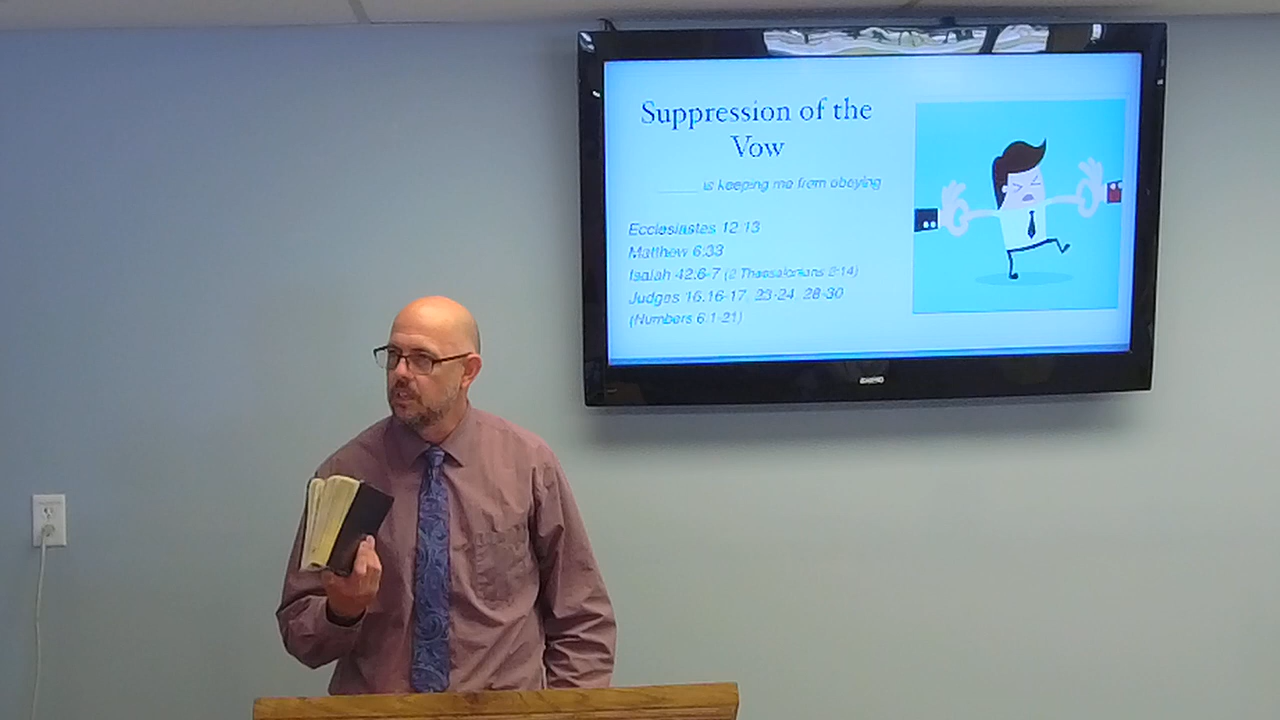 Suppression of the
Vow
______ is keeping me from obeying
Ecclesiastes 12.13
Matthew 6.33
Isaiah 42.6-7 (2 Thessalonians 2:14)
Judges 16.16-17, 23-24, 28-30
(Numbers 6.1-21)